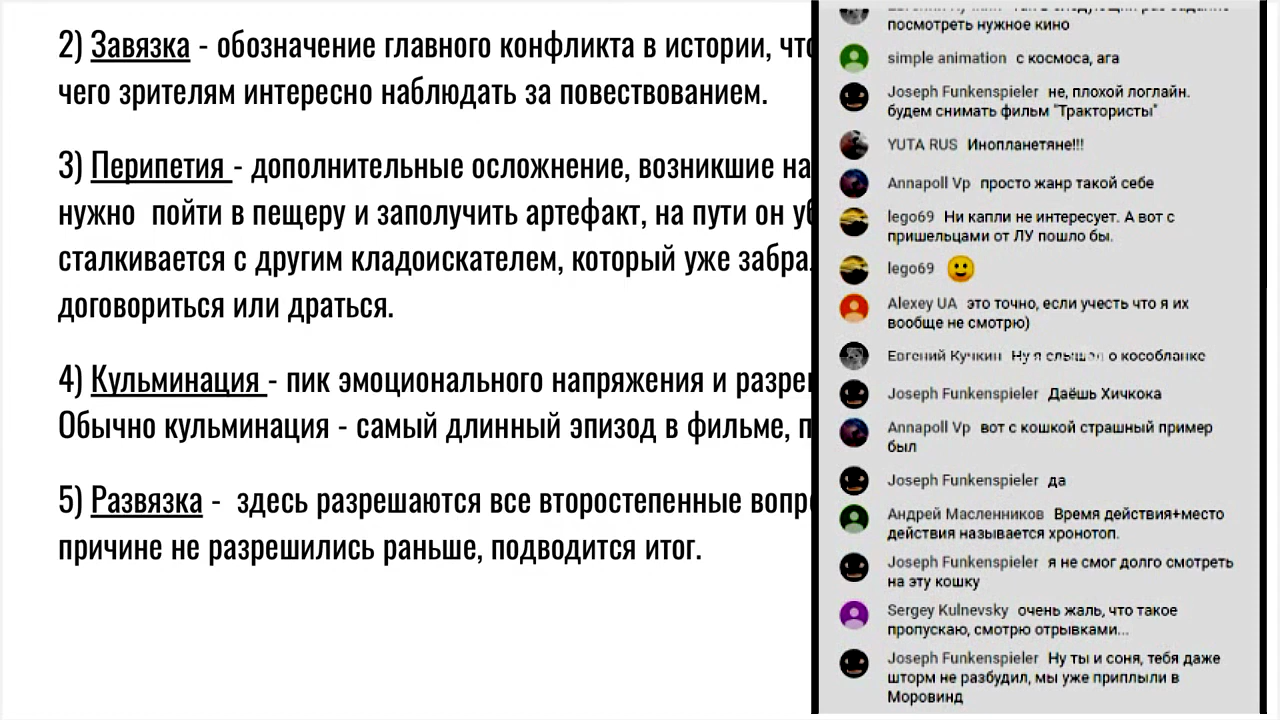 2) Завязка - обозначение главного конфликта в истории,
чего зрителям интересно наблюдать за повествованием.
3) Перипетия - дополнительные осложнение, возникшие на
нужно пойти в пещеру и заполучить артефакт, на пути он
сталкивается с другим кладоискателем, который уже
договориться или драться.
4) Кульминация - пик эмоционального напряжения и
Обычно кульминация - самый длинный эпизод в фильме,
5) Развязка - здесь разрешаются все второстепенные
причине не разрешились раньше, подводится итог.
посмотреть нужное кино
simple animation с космоса, ага
Joseph Funkenspieler не, плохой логлайн.
будем снимать фильм "Трактористы"
YUTA RUS Инопланетяне!!!
Annapoll Vp просто жанр такой себе
lego69 Ни капли не интересует. А вот с
пришельцами от ЛУ пошло бы.
lego69
Alexey UA это точно, если учесть что я их
вообще не смотрю)
Евгений Кучкин Ну я слышал о кособланке
Joseph Funkenspieler Даёшь Хичкока
Annapoll Vp вот с кошкой страшный пример
был
Joseph Funkenspieler да
Андрей Масленников Время действия+место
действия называется хронотоп.
Joseph Funkenspieler я не смог долго смотреть
на эту кошку
Sergey Kulnevsky очень жаль, что такое
пропускаю, смотрю отрывками...
Joseph Funkenspieler Ну ты и соня, тебя даже
шторм не разбудил, мы уже приплыли в
Моровинд